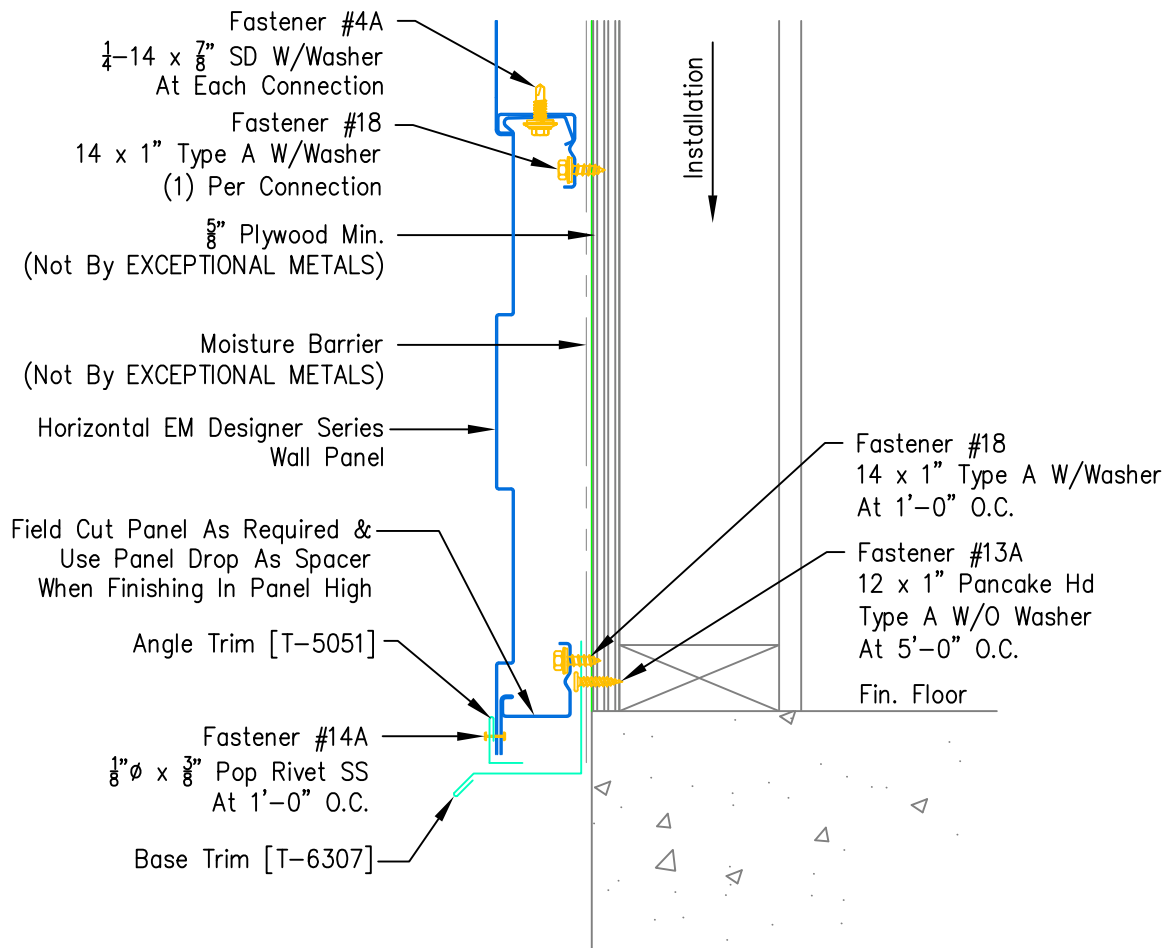 Fastener #4A
1/4-14 x 7/8" SD W/Washer
At Each Connection
Fastener #18
14 x 1" Type A W/Washer
(1) Per Connection
5/8" Plywood Min.
(Not By EXCEPTIONAL METALS)
Moisture Barrier
(Not By EXCEPTIONAL METALS)
Horizontal EM Designer Series
Wall Panel
Field Cut Panel As Required &
Use Panel Drop As Spacer
When Finishing In Panel High
Angle Trim [T-5051]
Fastener #14A
1/8"Ø x 3/8" Pop Rivet SS
At 1'-0" O.C.
Base Trim [T-6307]
Installation
Fastener #18
14 x 1" Type A W/Washer
At 1'-0" O.C.
Fastener #13A
12 x 1" Pancake Hd
Type A W/O Washer
At 5'-0" O.C.
Fin. Floor